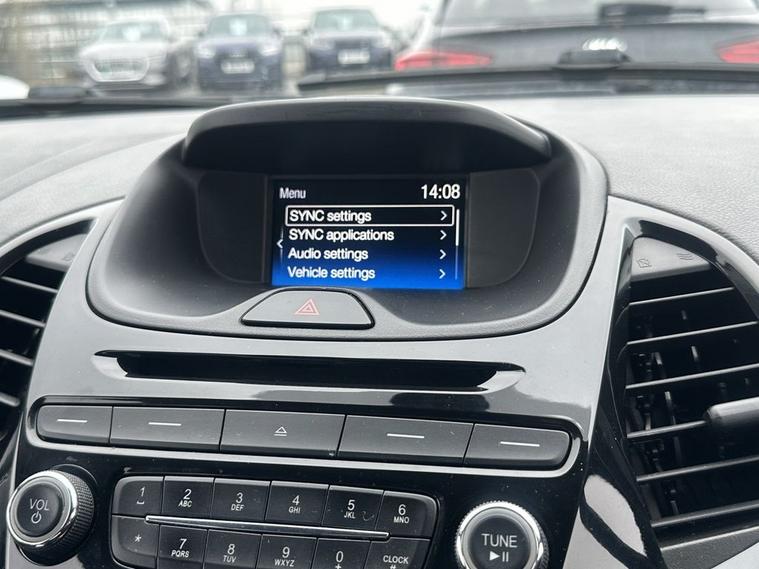 Menu 14:08
SYNC settings
SYNC applications
Audio settings
Vehicle settings
VOL
1
2 ABC
3 DEF
4 GHI
5 JKL
6 MNO
*
7 PQRS
8 TUV
9 WXYZ
0 +
CLOCK
#
TUNE